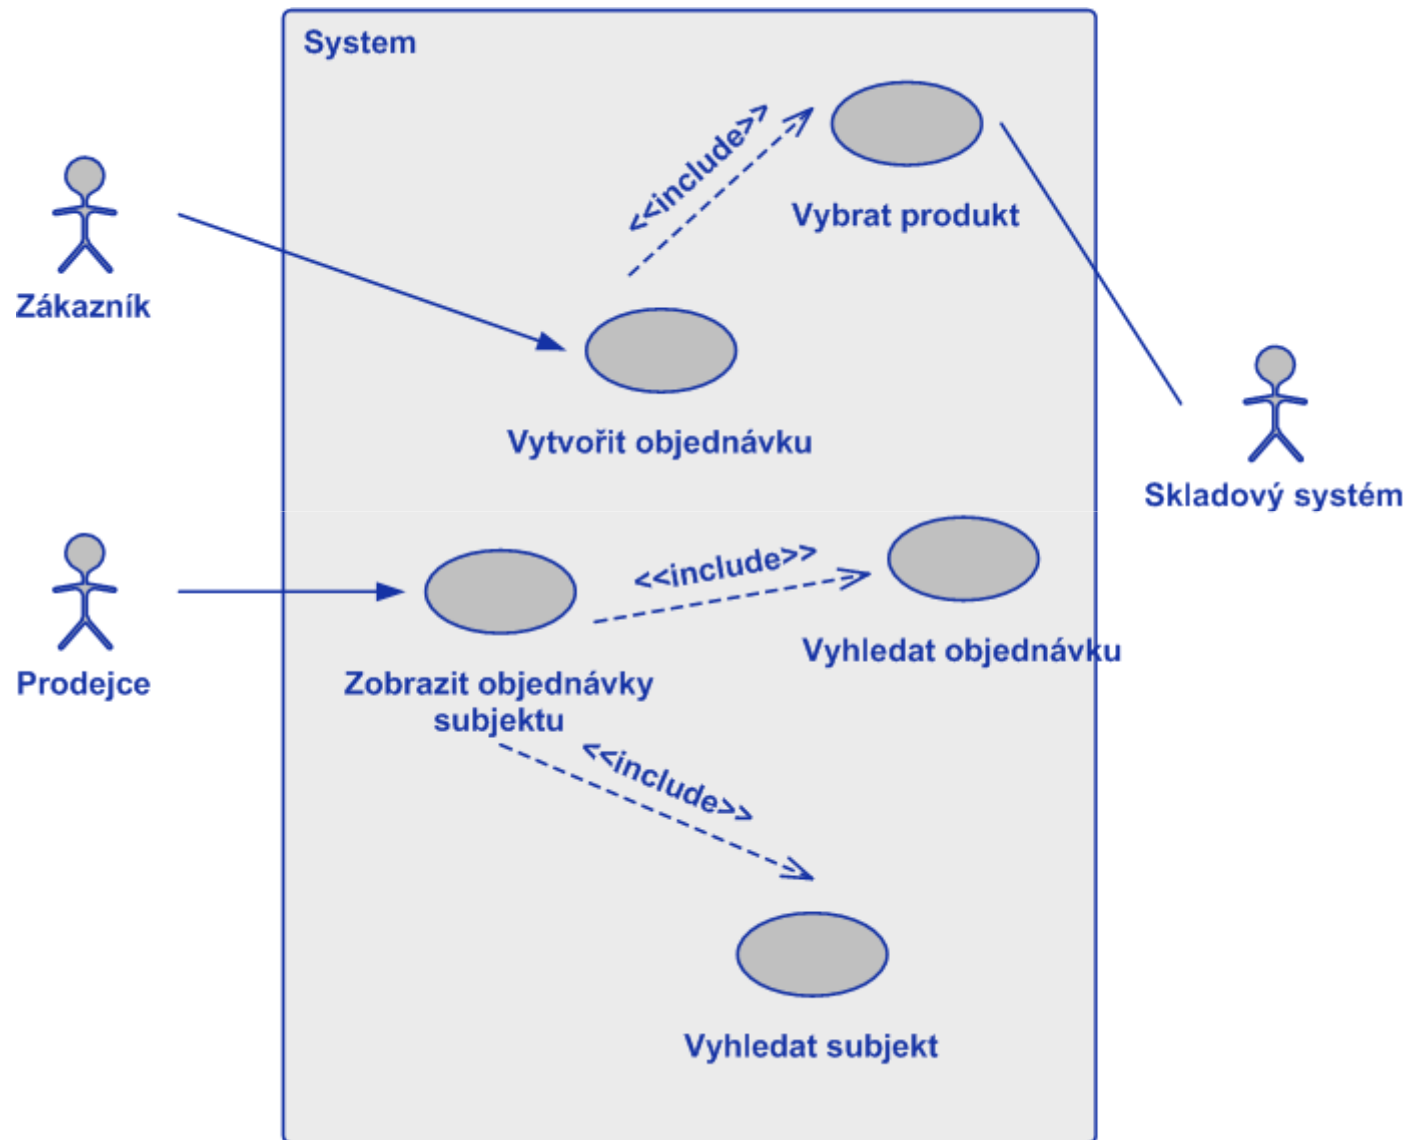 System
<<include>>
Vybrat produkt
Zákazník
Vytvořit objednávku
Skladový systém
<<include>>
Vyhledat objednávku
Prodejce
Zobrazit objednávky
subjektu
<<include>>
Vyhledat subjekt